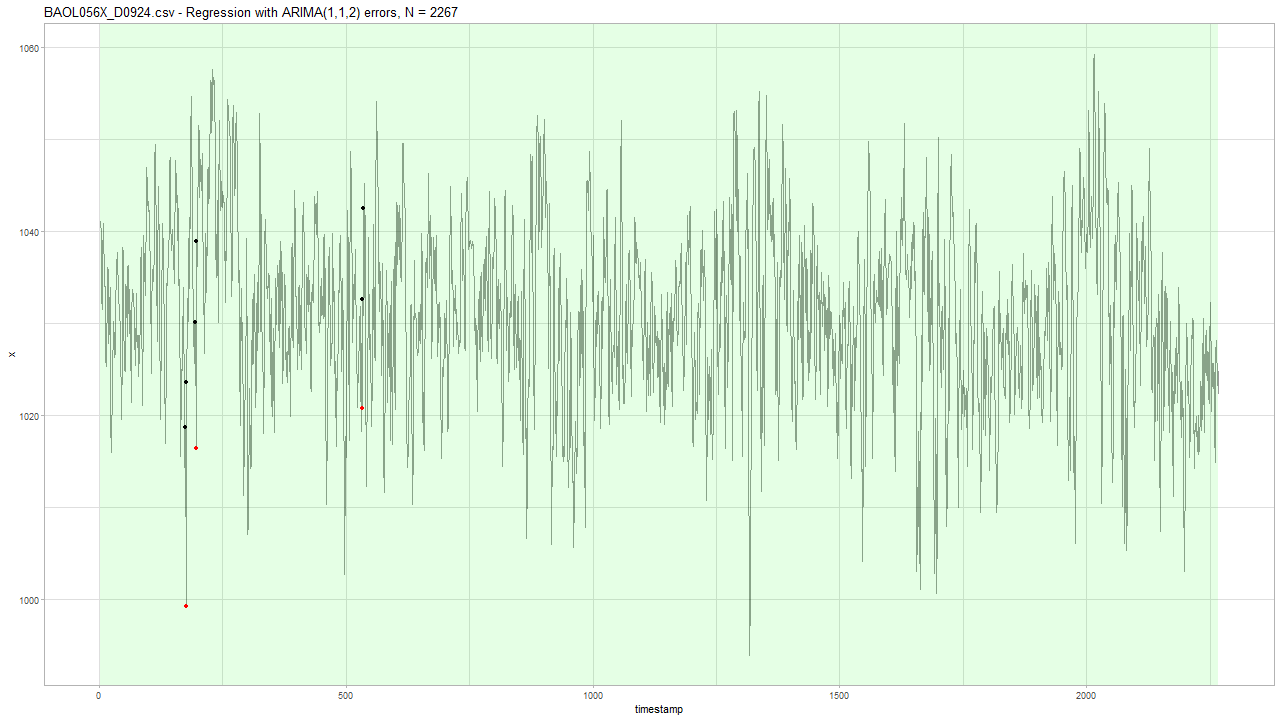 BAOL056X_D0924.csv - Regression with ARIMA(1,1,2) errors, N = 2267
1060
1040
x
1020
1000
0 500 1000 1500 2000
timestamp